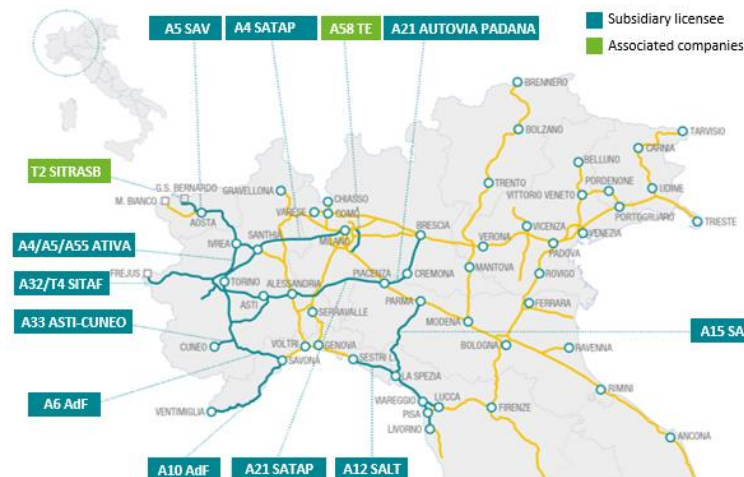 A5 SAV
A4 SATAP
A58 TE
A21 AUTOVIA PADANA
Subsidiary licensee
Associated companies
BRENNERO
BOLZANO
TARVISIO
CARNIA
BELLUNO
T2 SITRASB
G.S. BERNARDO
M. BIANCO
GRAVELLONA
CHIASSO
TRENTO
PORDENONE
UDINE
VITTORIO VENETO
AOSTA
VARESE
COMO
PORTOGRUARO
TRIESTE
IVREA
SANTHIA
MILANO
BRESCIA
VERONA
VICENZA
VENEZIA
PADOVA
A4/A5/A55 ATIVA
FREJUS
A32/T4 SITAF
TORINO
ALESSANDRIA
PIACENZA
CREMONA
MANTOVA
ROVIGO
ASTI
PARMA
FERRARA
A33 ASTI-CUNEO
SERRAVALLE
MODENA
A15 SA
CUNEO
VOLTRI
GENOVA
BOLOGNA
RAVENNA
SAVONA
SESTRI L
LA SPEZIA
RIMINI
A6 AdF
VENTIMIGLIA
VIAREGGIO
LUCCA
PISA
FIRENZE
LIVORNO
ANCONA
A10 AdF
A21 SATAP
A12 SALT